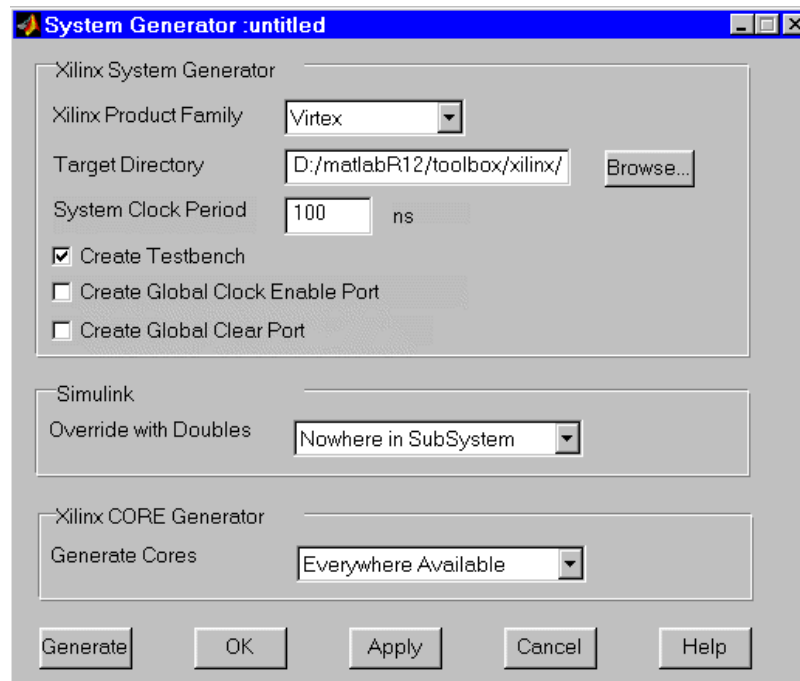 System Generator :untitled
Xilinx System Generator
Xilinx Product Family Virtex
Target Directory D:/matlabR12/toolbox/xilinx/ Browse...
System Clock Period 100 ns
Create Testbench
Create Global Clock Enable Port
Create Global Clear Port
Simulink
Override with Doubles Nowhere in SubSystem
Xilinx CORE Generator
Generate Cores Everywhere Available
Generate OK Apply Cancel Help